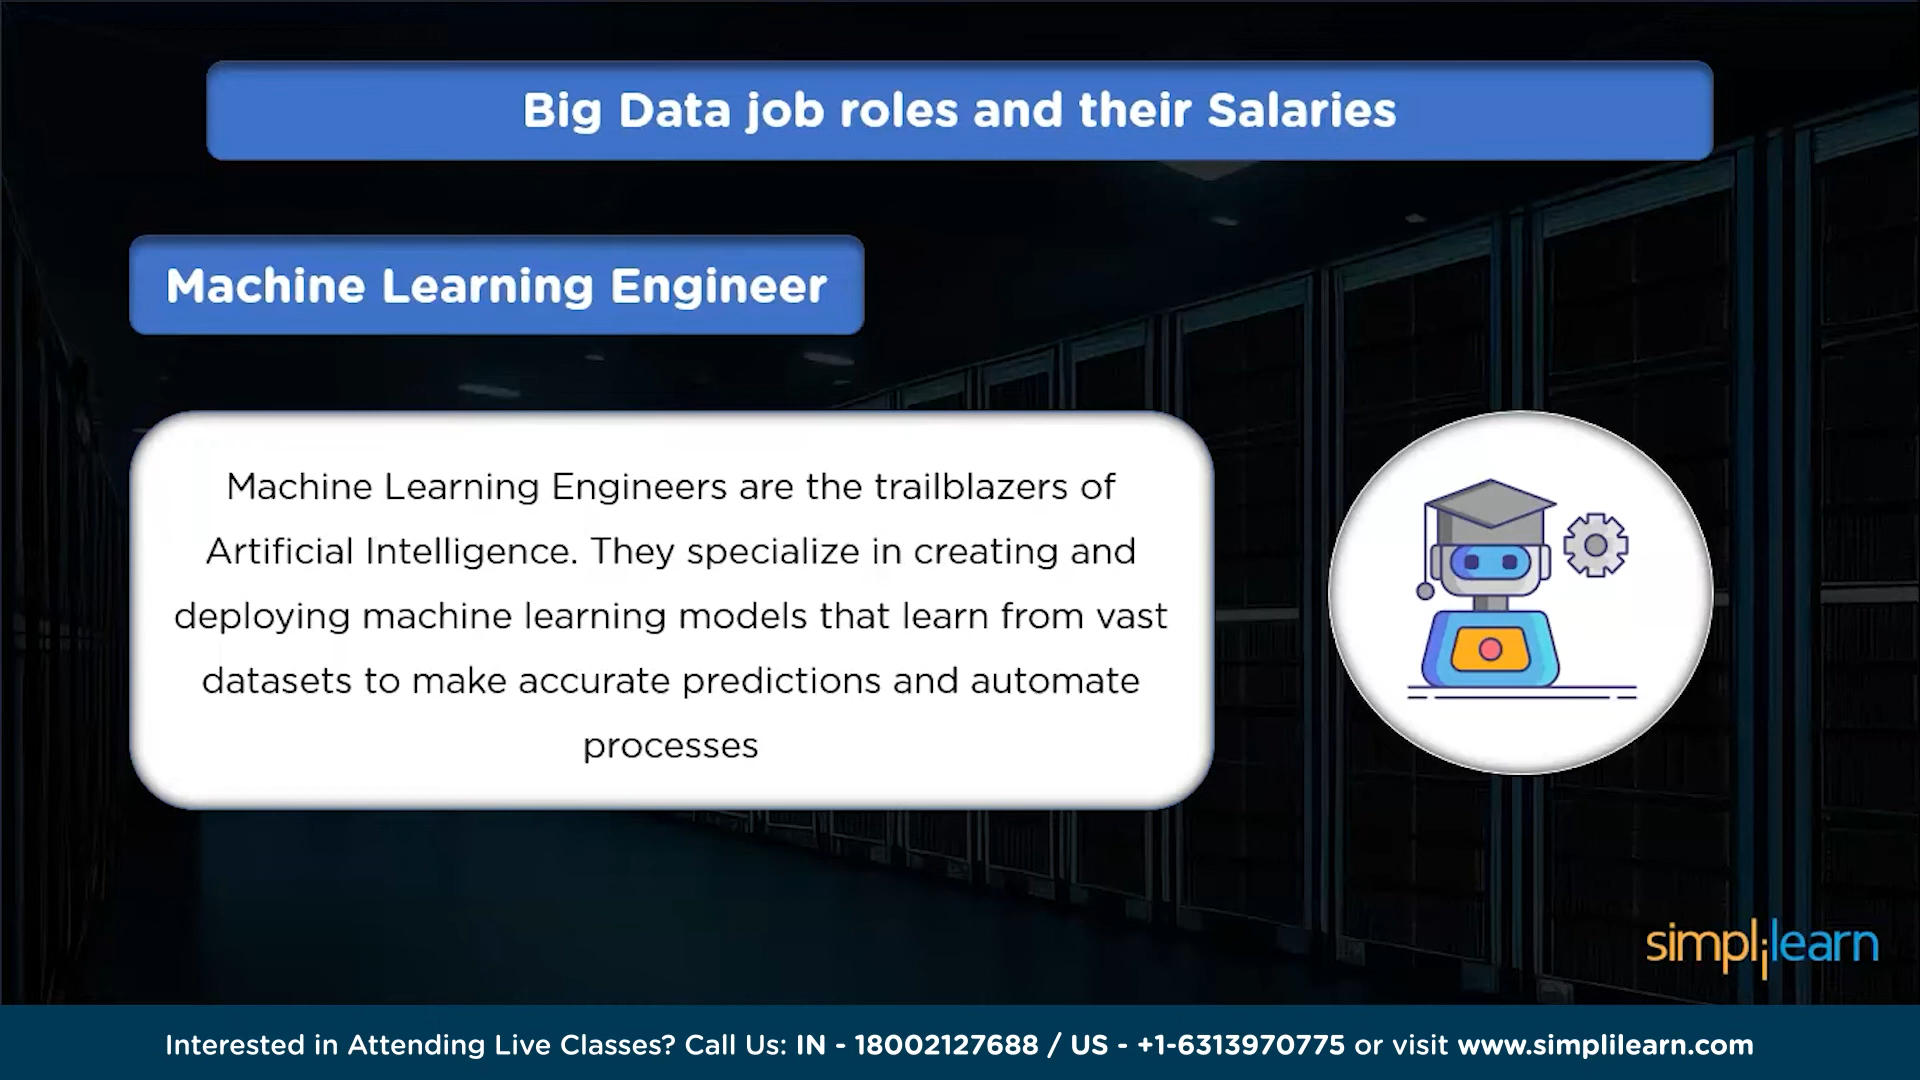 Big Data job roles and their Salaries
Machine Learning Engineer
Machine Learning Engineers are the trailblazers of
Artificial Intelligence. They specialize in creating and
deploying machine learning models that learn from vast
datasets to make accurate predictions and automate
processes
simplilearn
Interested in Attending Live Classes? Call Us: IN - 18002127688 / US - +1-6313970775 or visit www.simplilearn.com